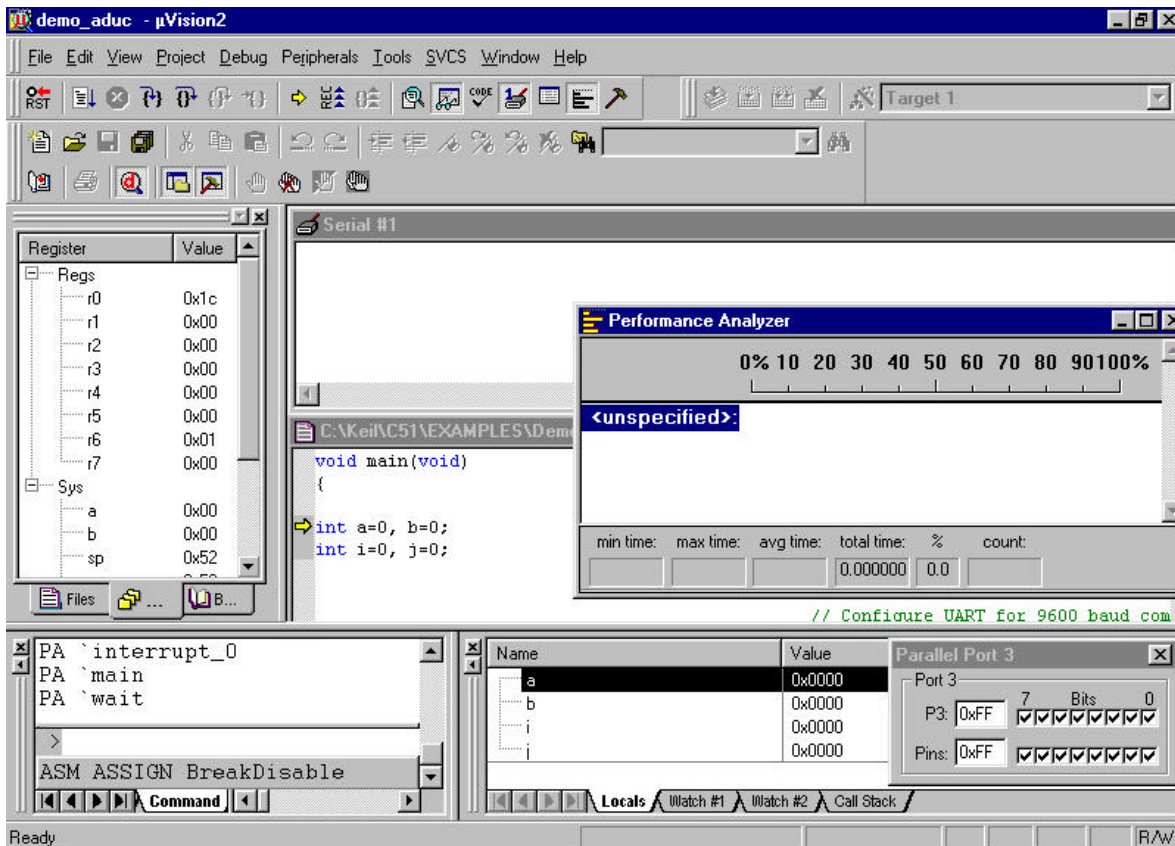 demo_aduc - µVision2
File Edit View Project Debug Peripherals Tools SVCS Window Help
RST CODE Target 1
Register Value
Regs
r0 0x1c
r1 0x00
r2 0x00
r3 0x00
r4 0x00
r5 0x00
r6 0x01
r7 0x00
Sys
a 0x00
b 0x00
sp 0x52
Files ... B...
Serial #1
C:\Keil\C51\EXAMPLES\Demo
void main(void)
{
int a=0, b=0;
int i=0, j=0;
// Configure UART for 9600 baud com
Performance Analyzer
0% 10 20 30 40 50 60 70 80 90100%
<unspecified>:
min time: max time: avg time: total time: % count:
0.000000 0.0
PA `interrupt_0
PA `main
PA `wait
>
ASM ASSIGN BreakDisable
Command
Name Value
a 0x0000
b 0x0000
i 0x0000
j 0x0000
Locals Watch #1 Watch #2 Call Stack
Parallel Port 3
Port 3
7 Bits 0
P3: 0xFF
Pins: 0xFF
Ready R/W